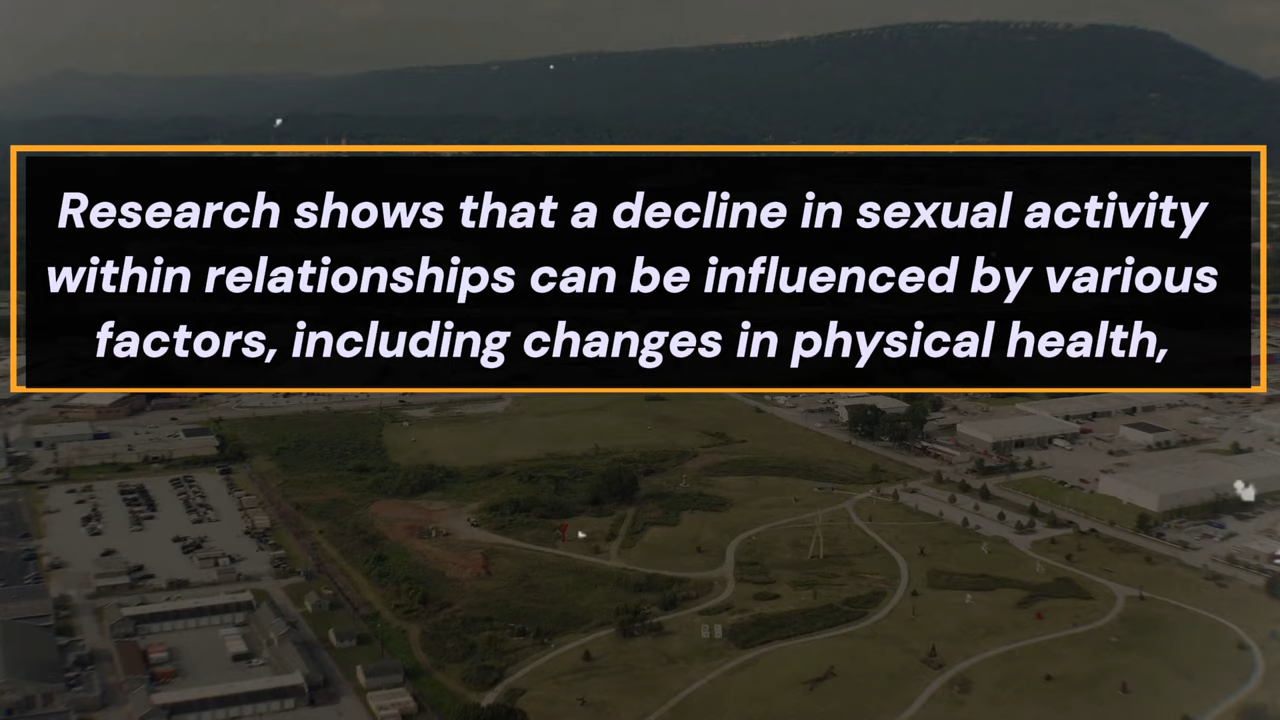 Research shows that a decline in sexual activity
within relationships can be influenced by various
factors, including changes in physical health,